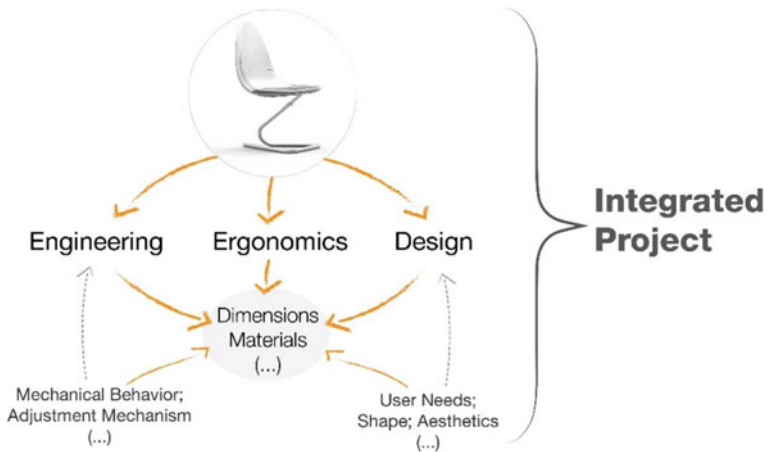 Engineering
Ergonomics
Design
Dimensions
Materials
(...)
Mechanical Behavior;
Adjustment Mechanism
(...)
User Needs;
Shape; Aesthetics
(...)
Integrated
Project